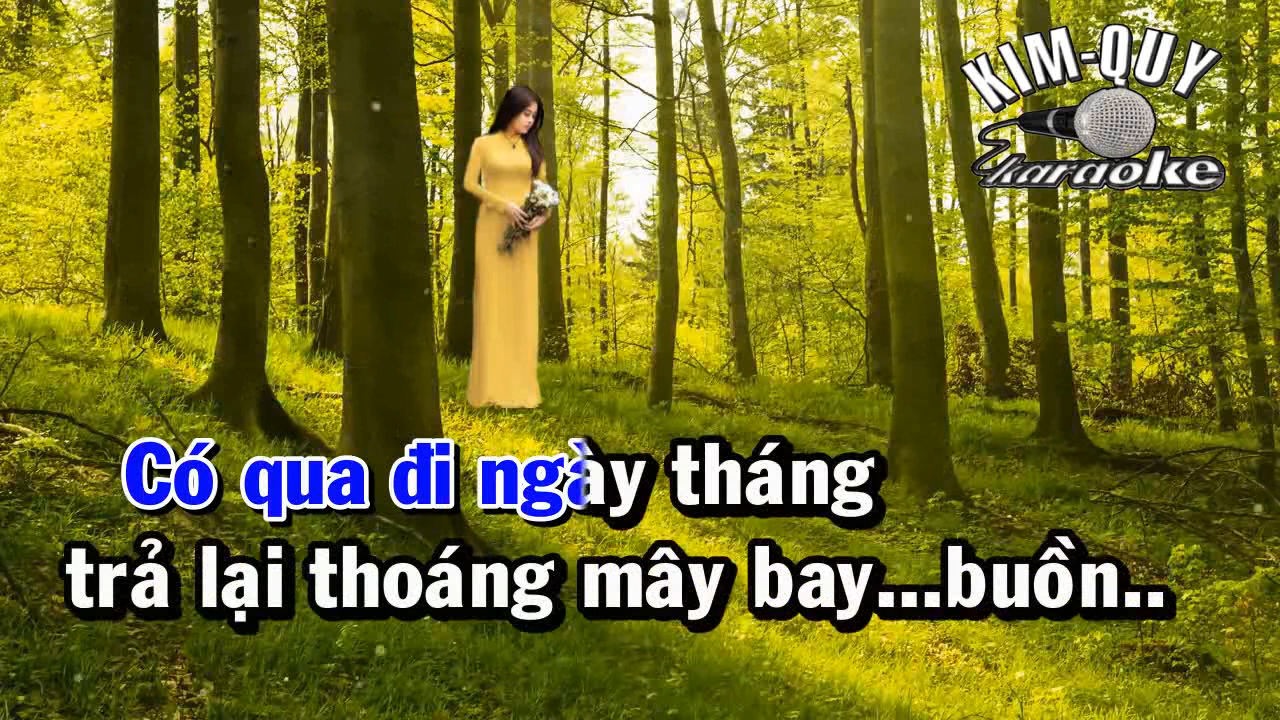 KIM-QUY
karaoke
Có qua đi ngày tháng
trả lại thoáng mây bay...buồn..